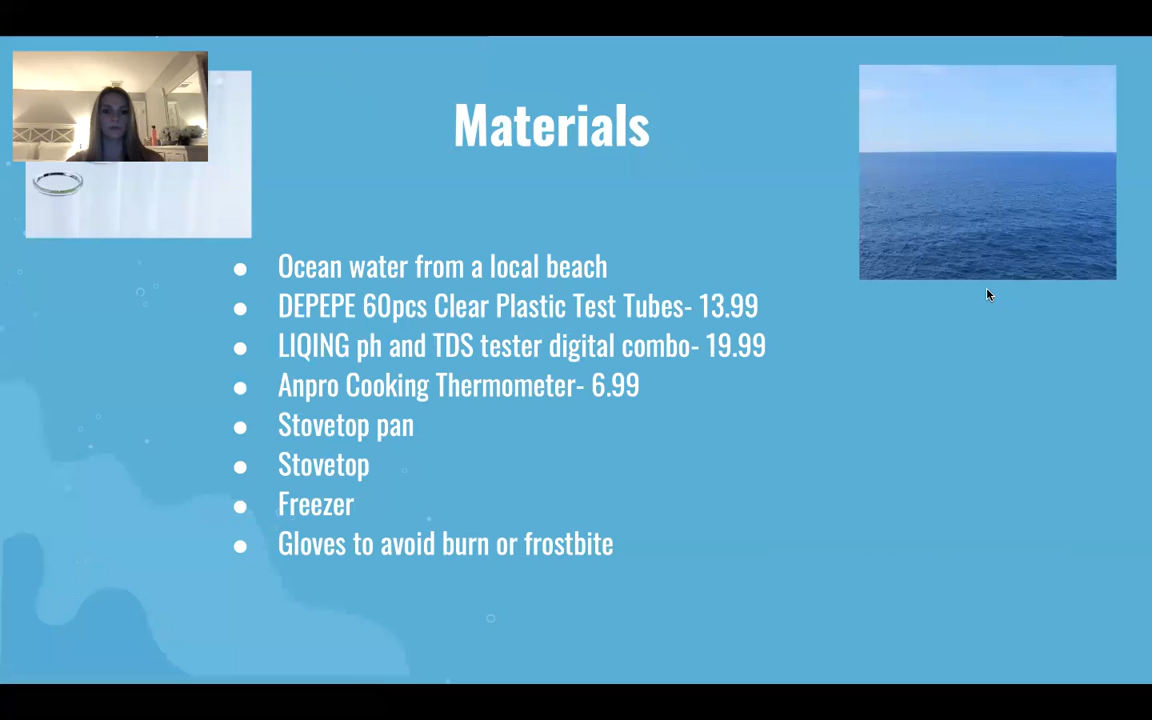 Materials
Ocean water from a local beach
DEPEPE 60pcs Clear Plastic Test Tubes- 13.99
LIQING ph and TDS tester digital combo- 19.99
Anpro Cooking Thermometer- 6.99
Stovetop pan
Stovetop
Freezer
Gloves to avoid burn or frostbite